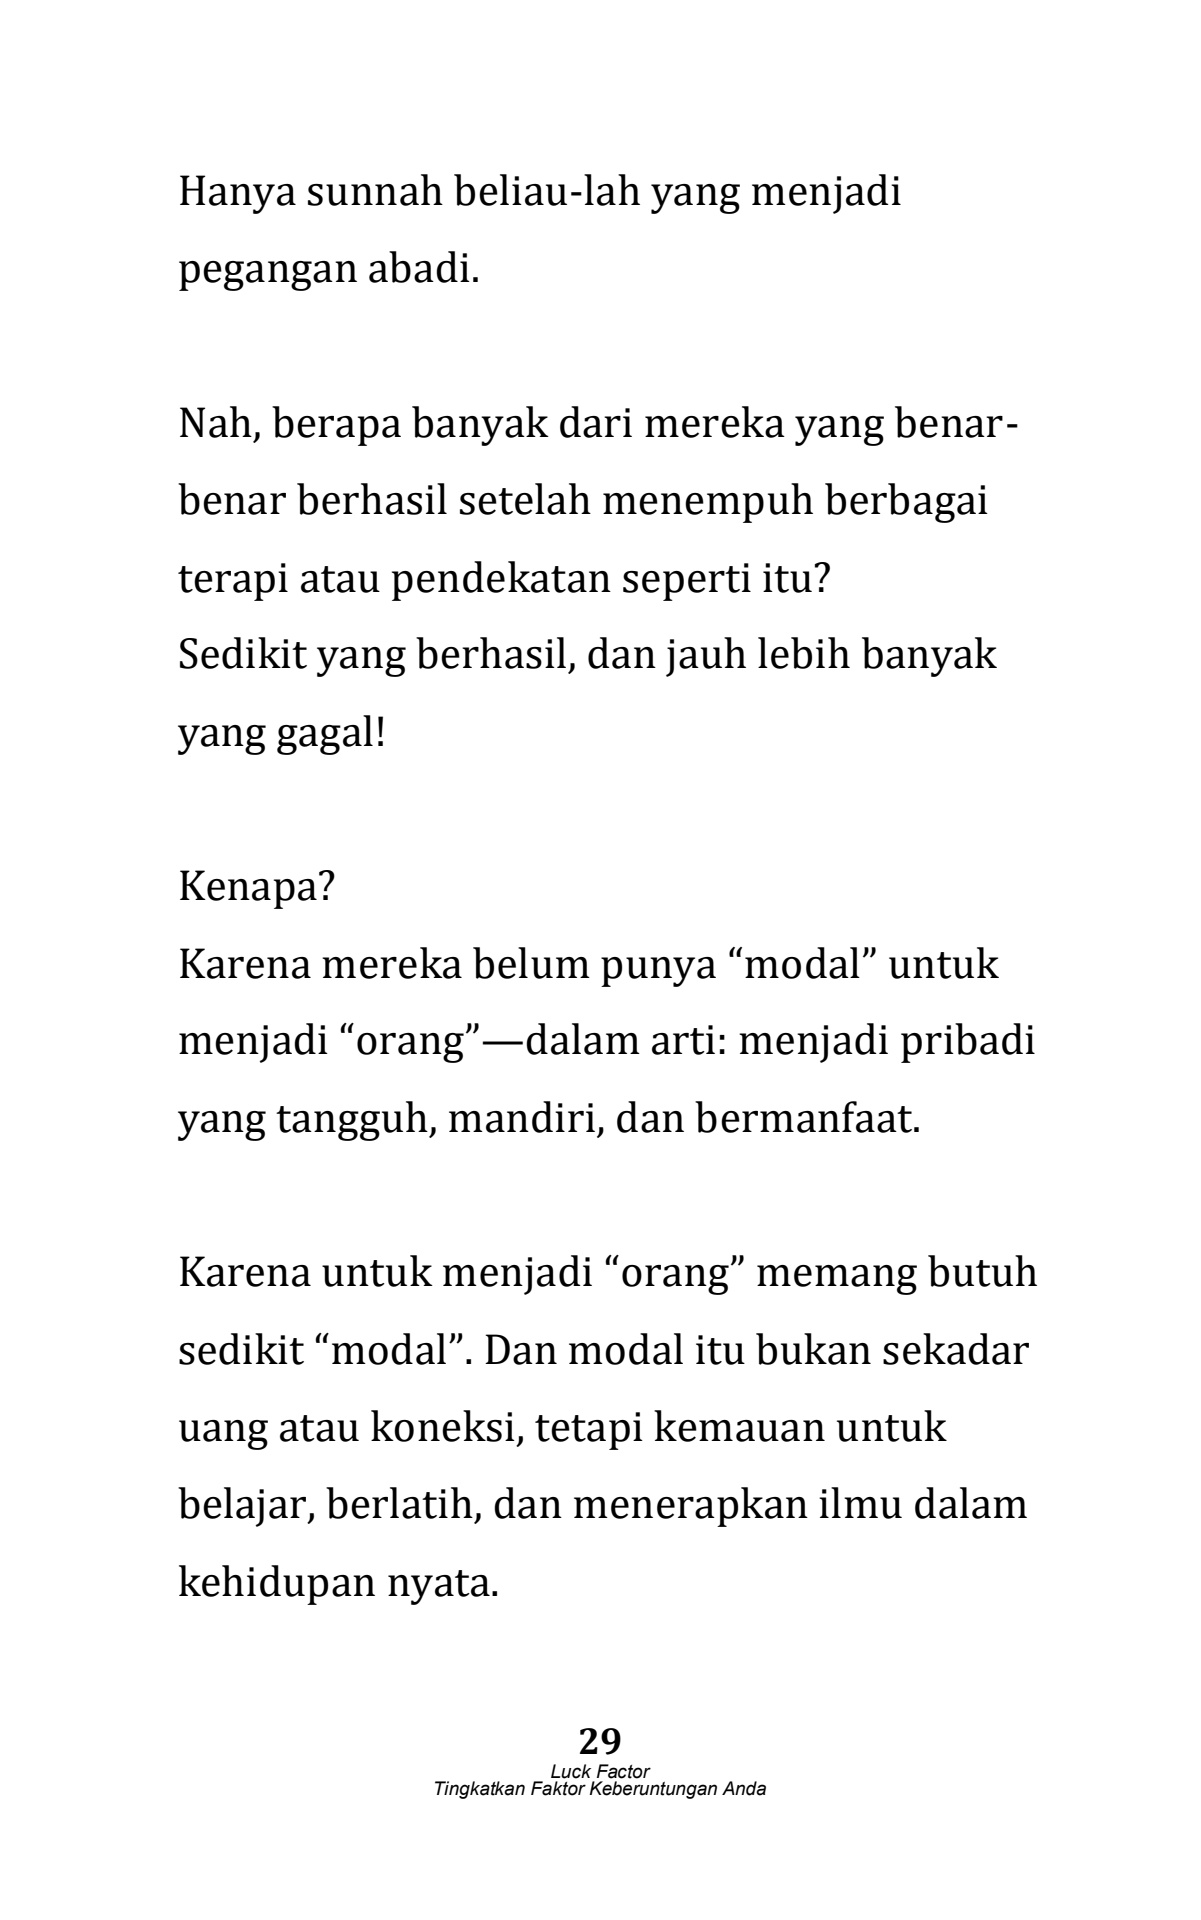 Hanya sunnah beliau-lah yang menjadi
pegangan abadi.
Nah, berapa banyak dari mereka yang benar-
benar berhasil setelah menempuh berbagai
terapi atau pendekatan seperti itu?
Sedikit yang berhasil, dan jauh lebih banyak
yang gagal!
Kenapa?
Karena mereka belum punya “modal” untuk
menjadi “orang”—dalam arti: menjadi pribadi
yang tangguh, mandiri, dan bermanfaat.
Karena untuk menjadi “orang” memang butuh
sedikit “modal”. Dan modal itu bukan sekadar
uang atau koneksi, tetapi kemauan untuk
belajar, berlatih, dan menerapkan ilmu dalam
kehidupan nyata.
29
Luck Factor
Tingkatkan Faktor Keberuntungan Anda